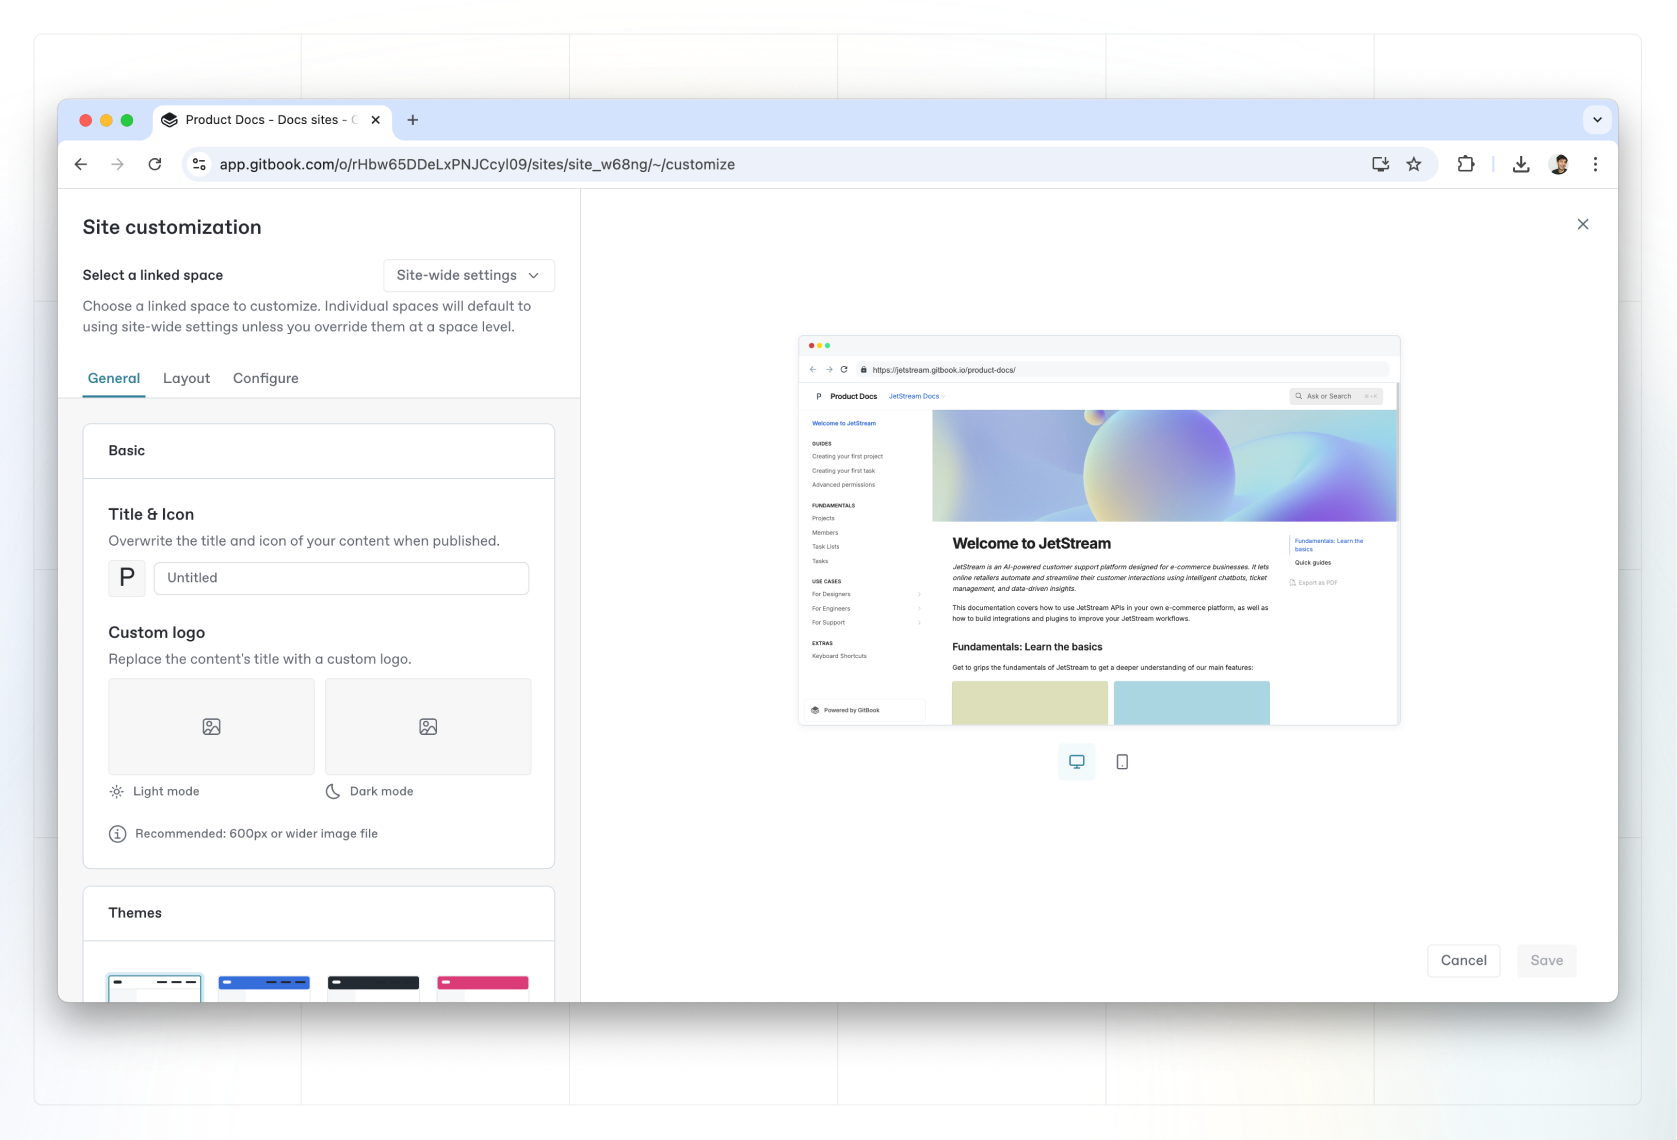 Product Docs - Docs sites - G
app.gitbook.com/o/rHbw65DDeLxPNJCcyl09/sites/site_w68ng/~/customize
Site customization
Select a linked space
Site-wide settings
Choose a linked space to customize. Individual spaces will default to
using site-wide settings unless you override them at a space level.
General Layout Configure
Basic
Title & Icon
Overwrite the title and icon of your content when published.
P Untitled
Custom logo
Replace the content's title with a custom logo.
Light mode
Dark mode
Recommended: 600px or wider image file
Themes
https://jetstream.gitbook.io/product-docs/
P Product Docs JetStream Docs
Ask or Search
Welcome to JetStream
GUIDES
Creating your first project
Creating your first task
Advanced permissions
FUNDAMENTALS
Projects
Members
Task Lists
Tasks
USE CASES
For Designers
For Engineers
For Support
EXTRAS
Keyboard Shortcuts
Powered by GitBook
Welcome to JetStream
JetStream is an AI-powered customer support platform designed for e-commerce businesses. It lets
online retailers automate and streamline their customer interactions using intelligent chatbots, ticket
management, and data-driven insights.
This documentation covers how to use JetStream APIs in your own e-commerce platform, as well as
how to build integrations and plugins to improve your JetStream workflows.
Fundamentals: Learn the basics
Get to grips the fundamentals of JetStream to get a deeper understanding of our main features:
Fundamentals: Learn the
basics
Quick guides
Export as PDF
Cancel
Save